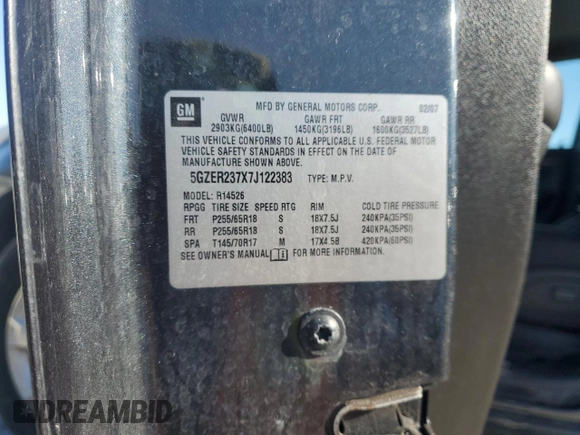 GM
MFD BY GENERAL MOTORS CORP. 02/07
GVWR GAWR FRT GAWR RR
2903KG(6400LB) 1450KG(3196LB) 1600KG(3527LB)
THIS VEHICLE CONFORMS TO ALL APPLICABLE U.S. FEDERAL MOTOR
VEHICLE SAFETY STANDARDS IN EFFECT ON THE DATE OF
MANUFACTURE SHOWN ABOVE.
5GZER237X7J122383 TYPE: M.P.V.
MODEL: R14526
RPGG TIRE SIZE SPEED RTG RIM COLD TIRE PRESSURE
FRT P255/65R18 S 18X7.5J 240KPA(35PSI)
RR P255/65R18 S 18X7.5J 240KPA(35PSI)
SPA T145/70R17 M 17X4.5B 420KPA(60PSI)
SEE OWNER'S MANUAL i FOR MORE INFORMATION.
DREAMBID